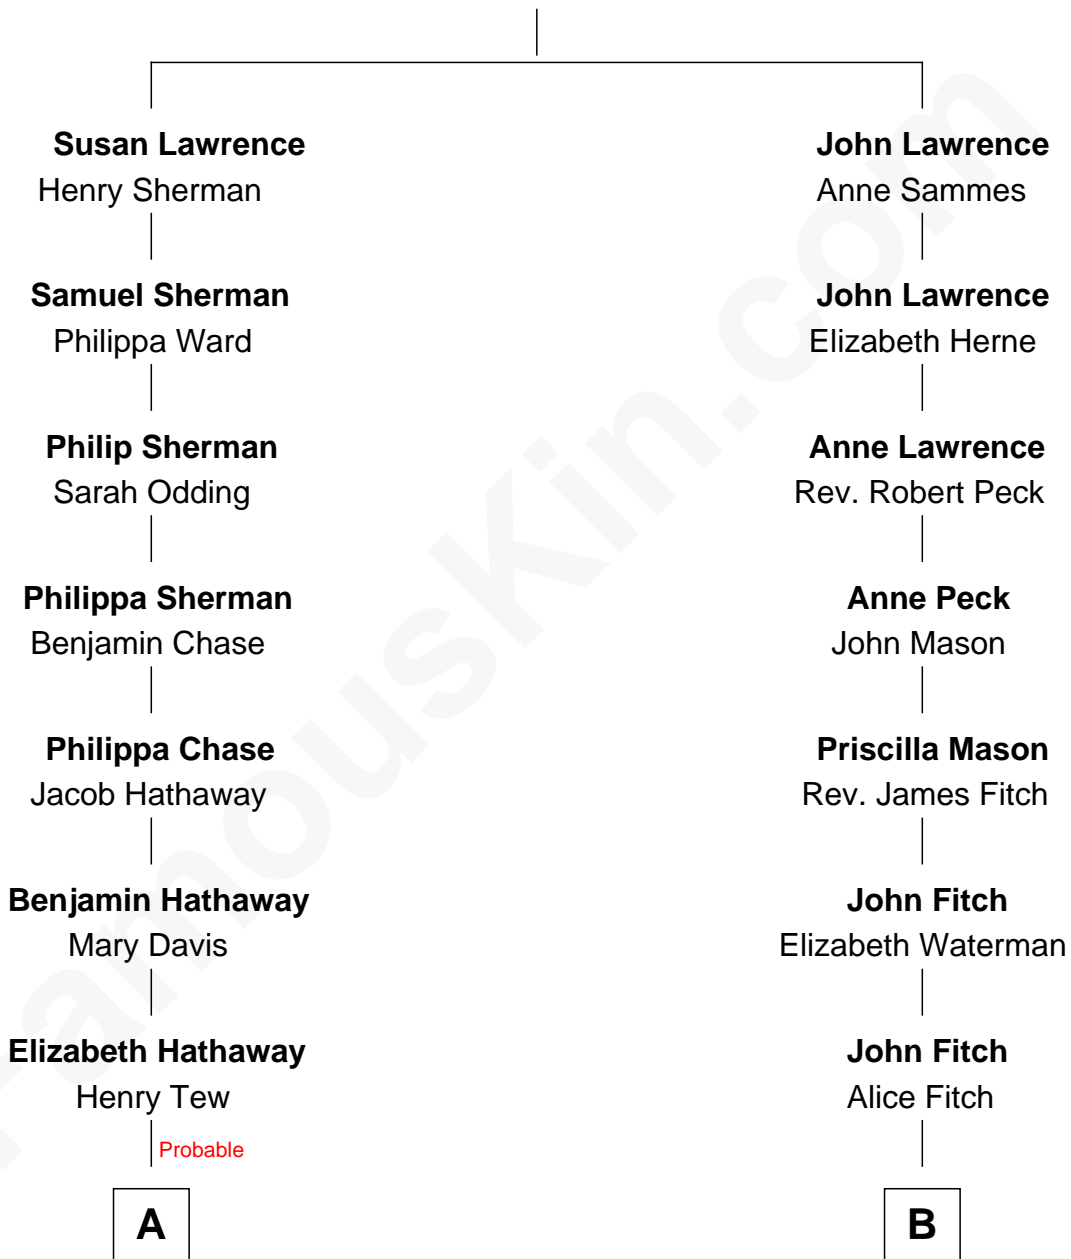 Susan Lawrence
Henry Sherman
John Lawrence
Anne Sammes
Samuel Sherman
Philippa Ward
John Lawrence
Elizabeth Herne
Philip Sherman
Sarah Odding
Anne Lawrence
Rev. Robert Peck
Philippa Sherman
Benjamin Chase
Anne Peck
John Mason
Philippa Chase
Jacob Hathaway
Priscilla Mason
Rev. James Fitch
Benjamin Hathaway
Mary Davis
John Fitch
Elizabeth Waterman
Elizabeth Hathaway
Henry Tew
John Fitch
Alice Fitch
Probable
A
B
FamousKin.com